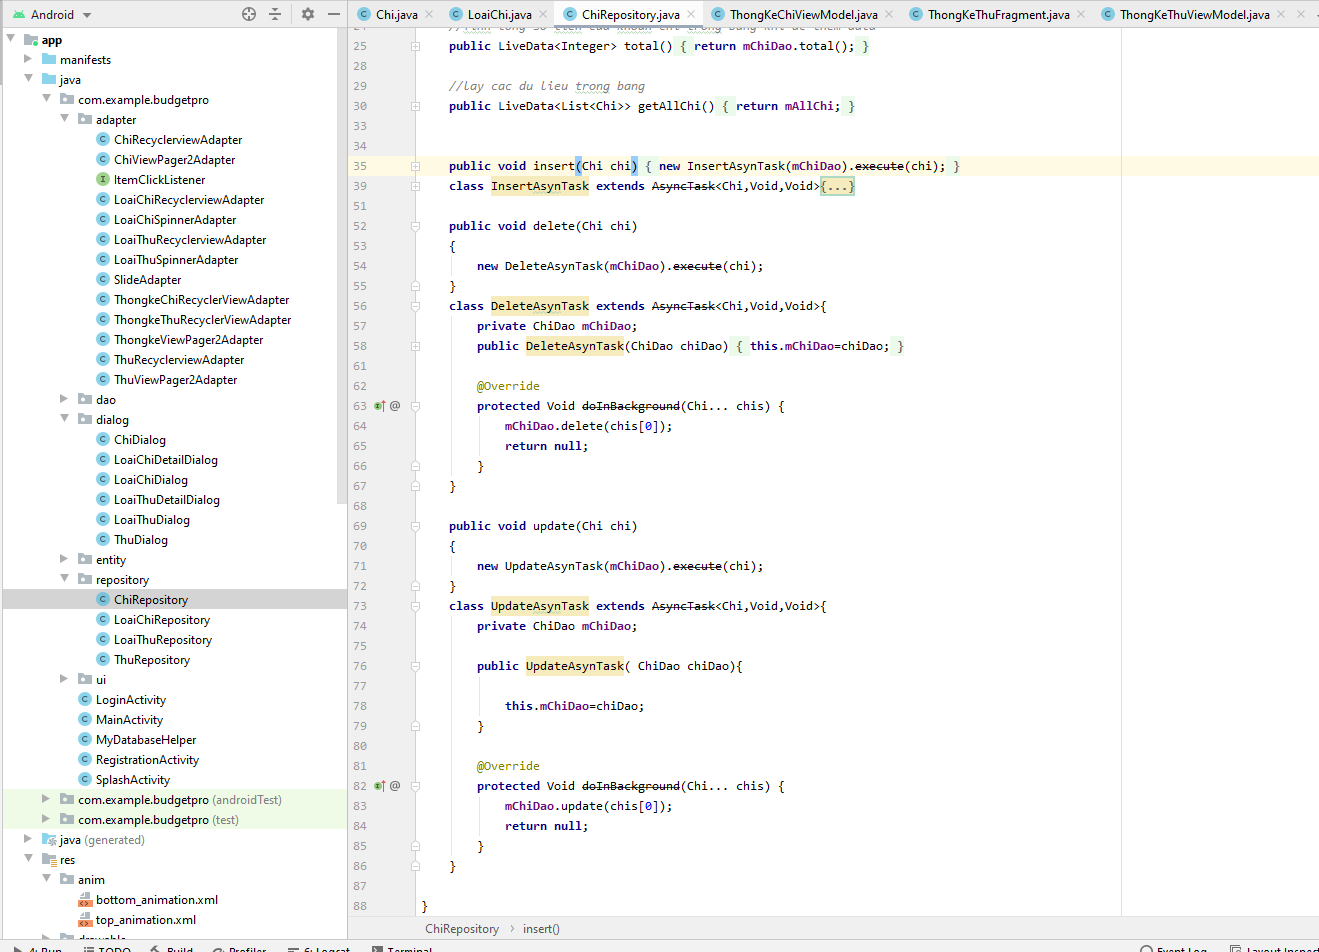 Android
app
manifests
java
com.example.budgetpro
adapter
ChiRecyclerviewAdapter
ChiViewPager2Adapter
ItemClickListener
LoaiChiRecyclerviewAdapter
LoaiChiSpinnerAdapter
LoaiThuRecyclerviewAdapter
LoaiThuSpinnerAdapter
SlideAdapter
ThongkeChiRecyclerViewAdapter
ThongkeThuRecyclerViewAdapter
ThongkeViewPager2Adapter
ThuRecyclerviewAdapter
ThuViewPager2Adapter
dao
dialog
ChiDialog
LoaiChiDetailDialog
LoaiChiDialog
LoaiThuDetailDialog
LoaiThuDialog
ThuDialog
entity
repository
ChiRepository
LoaiChiRepository
LoaiThuRepository
ThuRepository
ui
LoginActivity
MainActivity
MyDatabaseHelper
RegistrationActivity
SplashActivity
com.example.budgetpro (androidTest)
com.example.budgetpro (test)
java (generated)
res
anim
bottom_animation.xml
top_animation.xml
drawable
Chi.java LoaiChi.java ChiRepository.java ThongKeChiViewModel.java ThongKeThuFragment.java ThongKeThuViewModel.java
25 public LiveData<Integer> total() { return mChiDao.total(); }
28
29 //lay cac du lieu trong bang
30 public LiveData<List<Chi>> getAllChi() { return mAllChi; }
33
34
35 public void insert(Chi chi) { new InsertAsynTask(mChiDao).execute(chi); }
39 class InsertAsynTask extends AsyncTask<Chi,Void,Void>{...}
51
52 public void delete(Chi chi)
53 {
54 new DeleteAsynTask(mChiDao).execute(chi);
55 }
56 class DeleteAsynTask extends AsyncTask<Chi,Void,Void>{
57 private ChiDao mChiDao;
58 public DeleteAsynTask(ChiDao chiDao) { this.mChiDao=chiDao; }
61
62 @Override
63 @ protected Void doInBackground(Chi... chis) {
64 mChiDao.delete(chis[0]);
65 return null;
66 }
67 }
68
69 public void update(Chi chi)
70 {
71 new UpdateAsynTask(mChiDao).execute(chi);
72 }
73 class UpdateAsynTask extends AsyncTask<Chi,Void,Void>{
74 private ChiDao mChiDao;
75
76 public UpdateAsynTask( ChiDao chiDao){
77
78 this.mChiDao=chiDao;
79 }
80
81 @Override
82 @ protected Void doInBackground(Chi... chis) {
83 mChiDao.update(chis[0]);
84 return null;
85 }
86 }
87
88 }
ChiRepository > insert()
4: Run TODO Build Profiler 6: Logcat Terminal Event Log